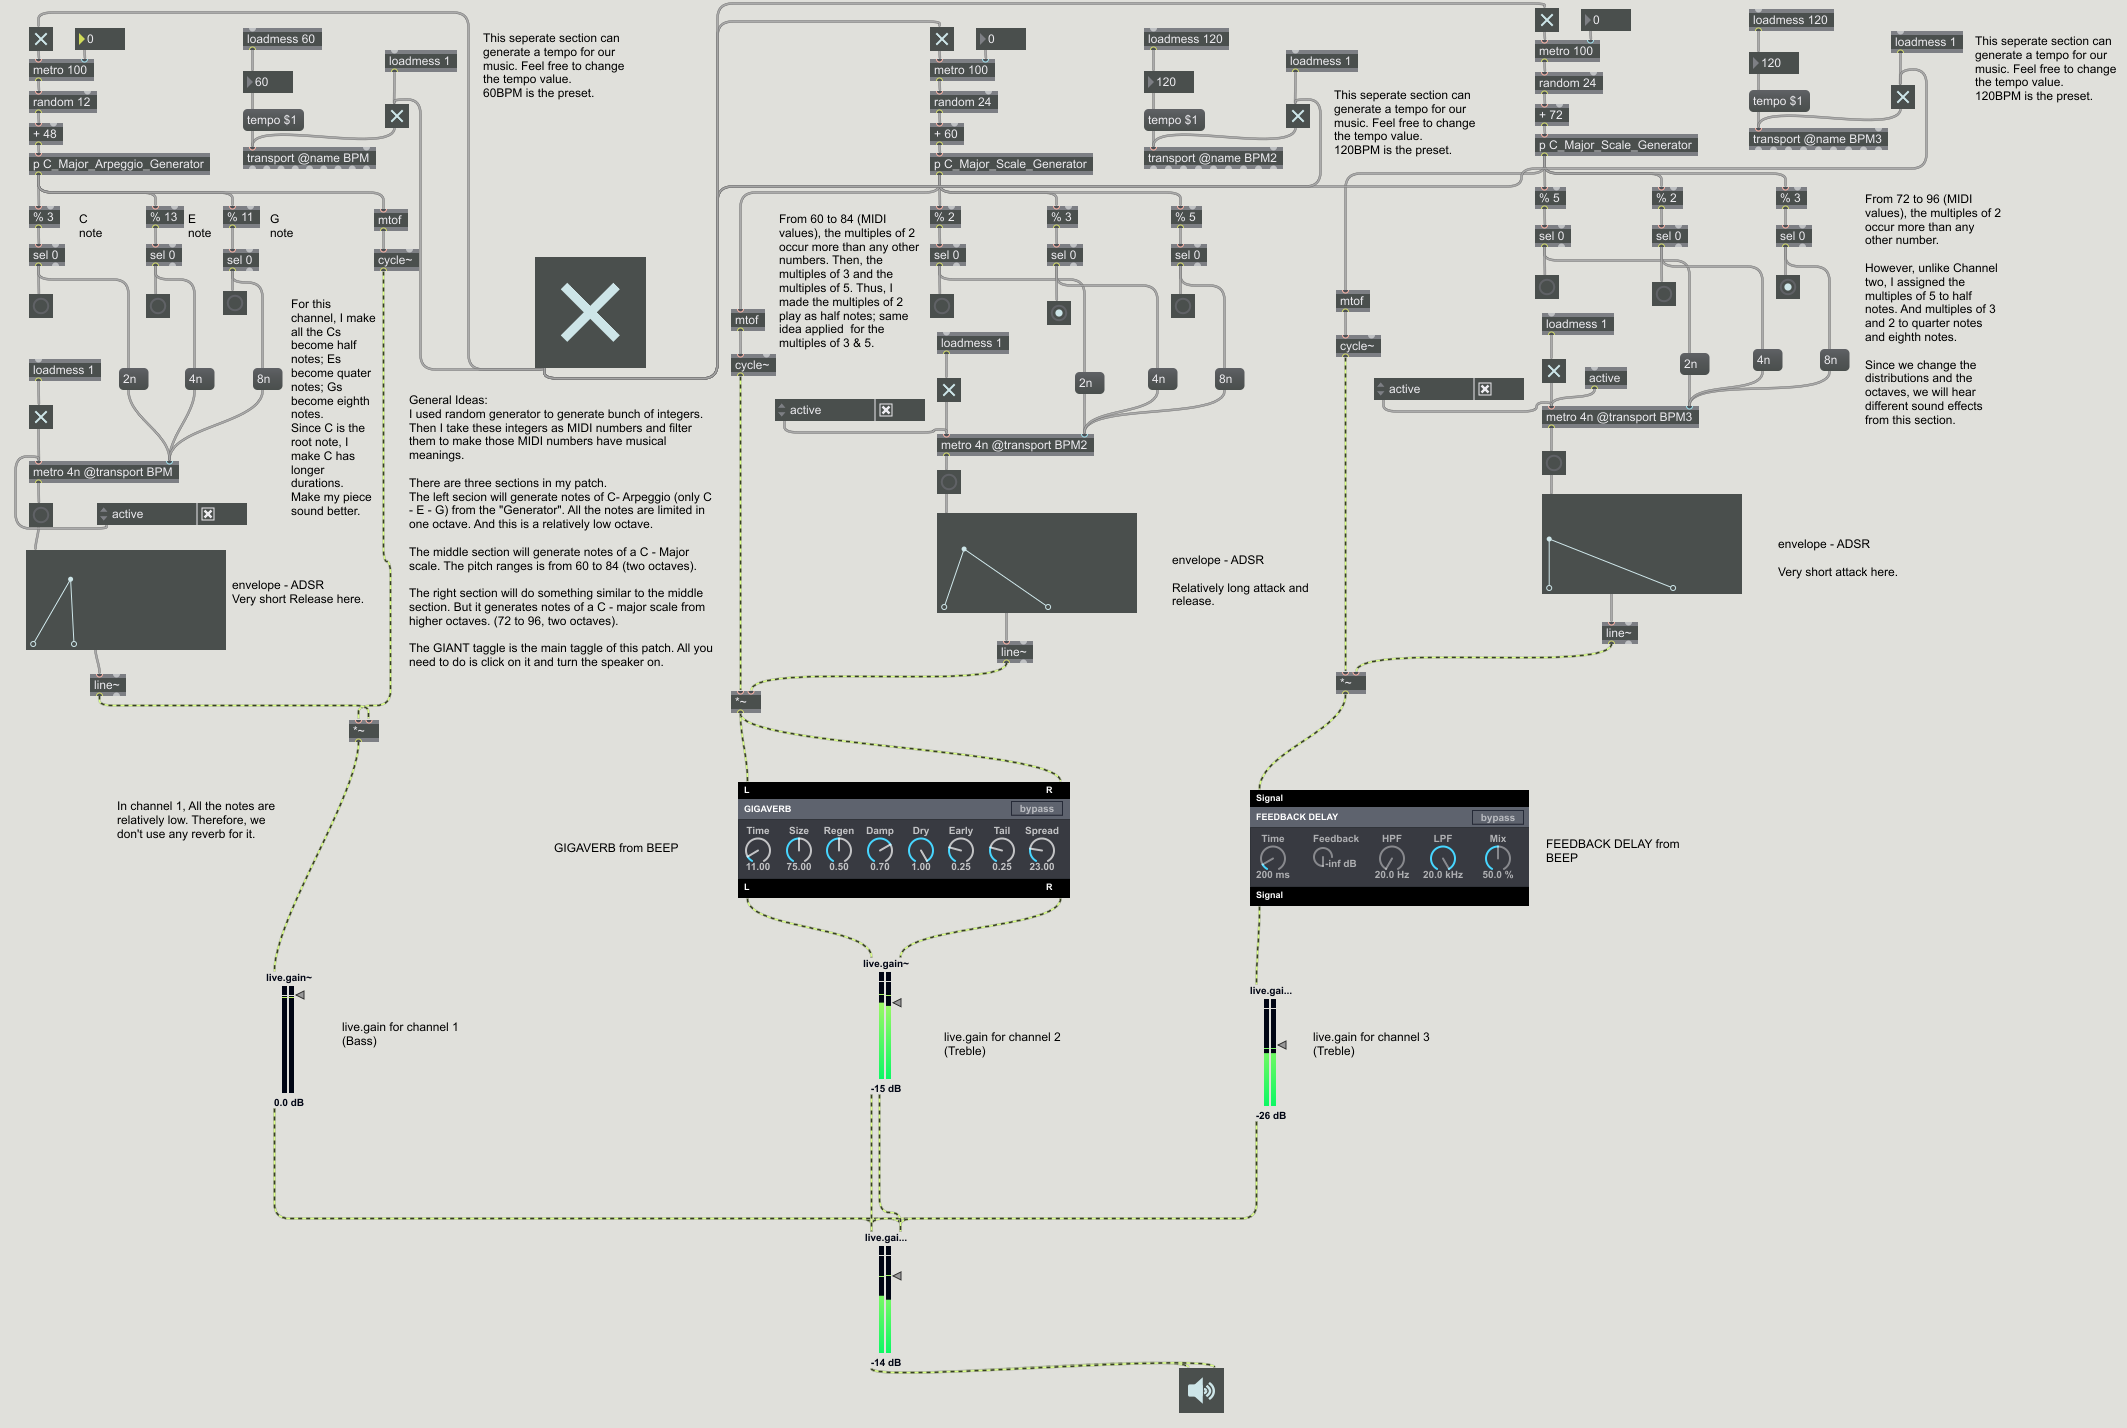 0
metro 100
random 12
+ 48
p C_Major_Arpeggio_Generator
loadmess 60
60
tempo $1
transport @name BPM
loadmess 1
This seperate section can
generate a tempo for our
music. Feel free to change
the tempo value.
60BPM is the preset.
% 3
C
note
% 13
E
note
% 11
G
note
mtof
sel 0
sel 0
sel 0
cycle~
For this
channel, I make
all the Cs
become half
notes; Es
become quater
notes; Gs
become eighth
notes.
Since C is the
root note, I
make C has
longer
durations.
Make my piece
sound better.
loadmess 1
2n
4n
8n
metro 4n @transport BPM
active
envelope - ADSR
Very short Release here.
line~
*~
General Ideas:
I used random generator to generate bunch of integers.
Then I take these integers as MIDI numbers and filter
them to make those MIDI numbers have musical
meanings.
There are three sections in my patch.
The left secion will generate notes of C- Arpeggio (only C
- E - G) from the "Generator". All the notes are limited in
one octave. And this is a relatively low octave.
The middle section will generate notes of a C - Major
scale. The pitch ranges is from 60 to 84 (two octaves).
The right section will do something similar to the middle
section. But it generates notes of a C - major scale from
higher octaves. (72 to 96, two octaves).
The GIANT taggle is the main taggle of this patch. All you
need to do is click on it and turn the speaker on.
0
metro 100
random 24
+ 60
p C_Major_Scale_Generator
loadmess 120
120
tempo $1
transport @name BPM2
loadmess 1
This seperate section can
generate a tempo for our
music. Feel free to change
the tempo value.
120BPM is the preset.
From 60 to 84 (MIDI
values), the multiples of 2
occur more than any other
numbers. Then, the
multiples of 3 and the
multiples of 5. Thus, I
made the multiples of 2
play as half notes; same
idea applied  for the
multiples of 3 & 5.
% 2
% 3
% 5
sel 0
sel 0
sel 0
mtof
cycle~
loadmess 1
2n
4n
8n
active
metro 4n @transport BPM2
envelope - ADSR
Relatively long attack and
release.
line~
*~
0
metro 100
random 24
+ 72
p C_Major_Scale_Generator
loadmess 120
120
tempo $1
transport @name BPM3
loadmess 1
This seperate section can
generate a tempo for our
music. Feel free to change
the tempo value.
120BPM is the preset.
% 5
% 2
% 3
sel 0
sel 0
sel 0
From 72 to 96 (MIDI
values), the multiples of 2
occur more than any
other number.
However, unlike Channel
two, I assigned the
multiples of 5 to half
notes. And multiples of 3
and 2 to quarter notes
and eighth notes.
Since we change the
distributions and the
octaves, we will hear
different sound effects
from this section.
mtof
cycle~
loadmess 1
2n
4n
8n
active
active
metro 4n @transport BPM3
envelope - ADSR
Very short attack here.
line~
*~
In channel 1, All the notes are
relatively low. Therefore, we
don't use any reverb for it.
GIGAVERB from BEEP
L R
GIGAVERB bypass
Time Size Regen Damp Dry Early Tail Spread
11.00 75.00 0.50 0.70 1.00 0.25 0.25 23.00
L R
Signal
FEEDBACK DELAY bypass
Time Feedback HPF LPF Mix
200 ms -inf dB 20.0 Hz 20.0 kHz 50.0 %
Signal
FEEDBACK DELAY from
BEEP
live.gain~
0.0 dB
live.gain for channel 1
(Bass)
live.gain~
-15 dB
live.gain for channel 2
(Treble)
live.gai...
-26 dB
live.gain for channel 3
(Treble)
live.gai...
-14 dB